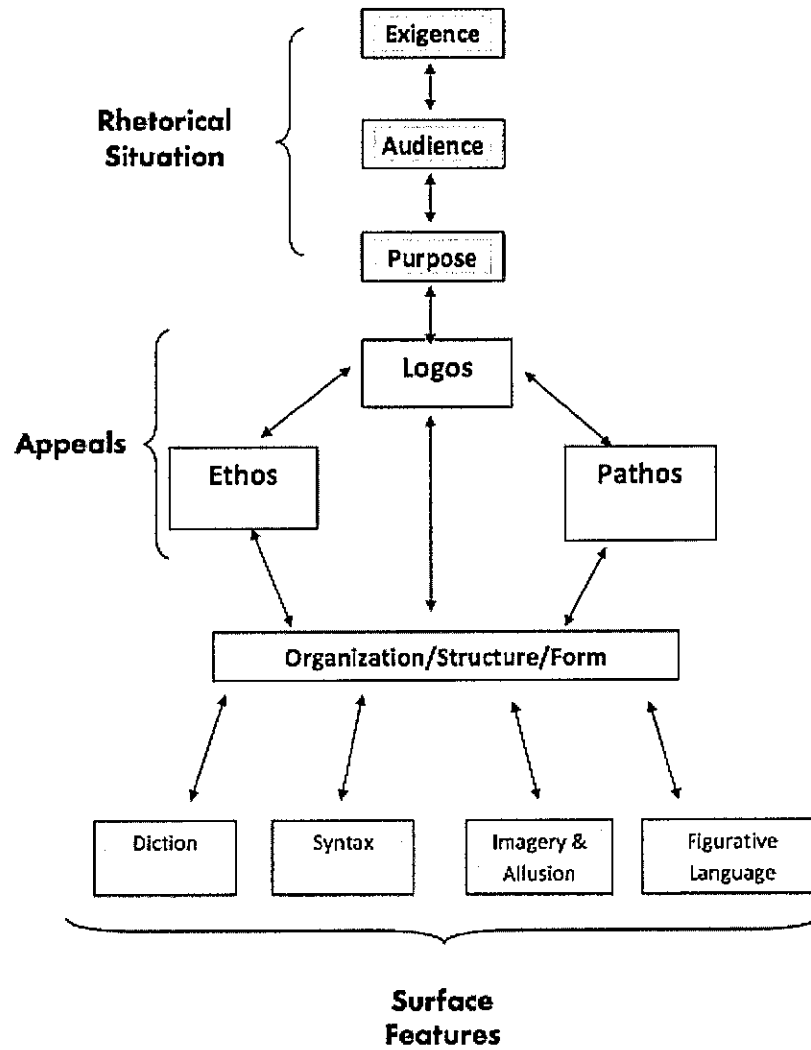 Exigence
Rhetorical
Situation
Audience
Purpose
Logos
Appeals
Ethos
Pathos
Organization/Structure/Form
Diction
Syntax
Imagery &
Allusion
Figurative
Language
Surface
Features